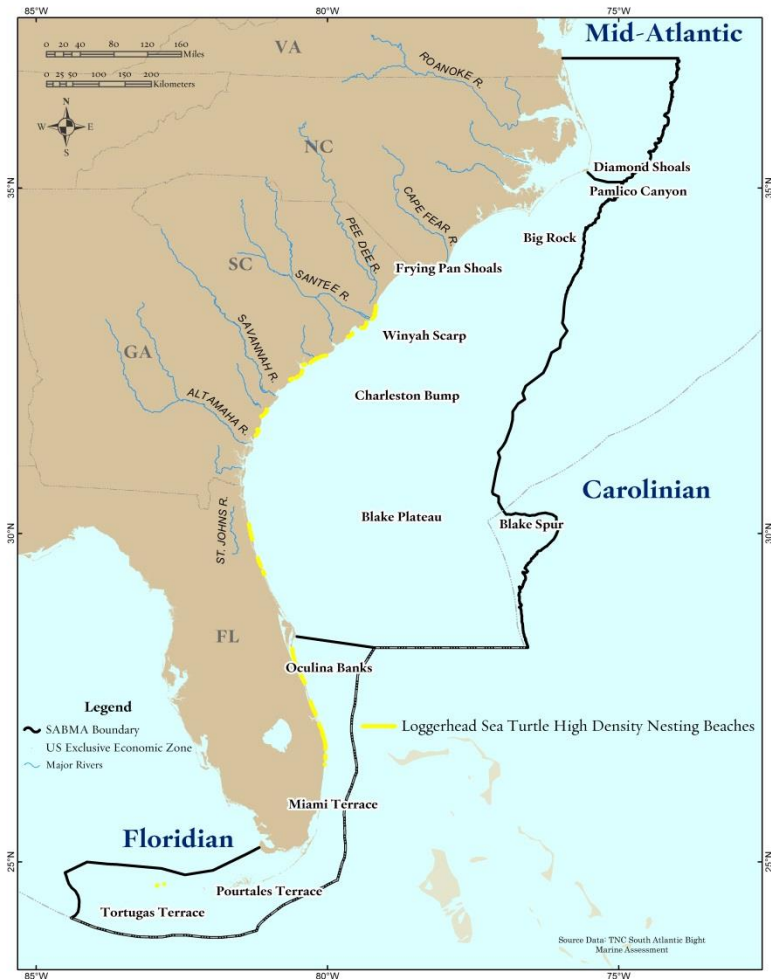 85°W
80°W
75°W
Mid-Atlantic
VA
0 20 40 80 120 160
Miles
0 25 50 100 150 200
Kilometers
N
W E
S
ROANOKE R.
NC
Diamond Shoals
35°N
35°N
Pamlico Canyon
CAPE FEAR R.
PEE DEE R.
Big Rock
SC
Frying Pan Shoals
SANTEE R.
SAVANNAH R.
Winyah Scarp
GA
Charleston Bump
ALTAMAHA R.
Carolinian
Blake Plateau
Blake Spur
30°N
30°N
ST. JOHNS R.
FL
Oculina Banks
Legend
SABMA Boundary
US Exclusive Economic Zone
Major Rivers
Loggerhead Sea Turtle High Density Nesting Beaches
Miami Terrace
Floridian
25°N
25°N
Pourtales Terrace
Tortugas Terrace
Source Data: TNC South Atlantic Bight
Marine Assessment
85°W
80°W
75°W